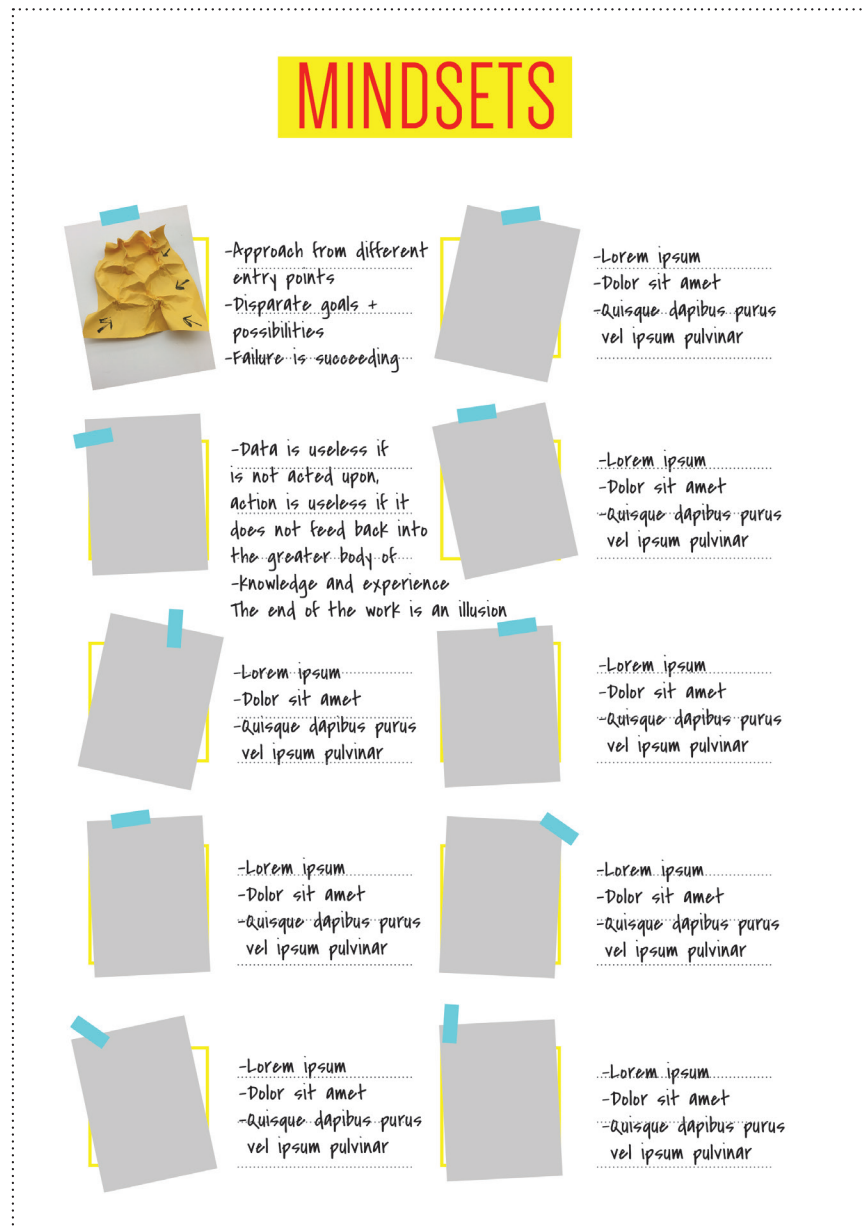 MINDSETS
-Approach from different
entry points
-Disparate goals +
possibilities
-Failure is succeeding
-Lorem ipsum
-Dolor sit amet
-Quisque dapibus purus
vel ipsum pulvinar
-Data is useless if
is not acted upon,
action is useless if it
does not feed back into
the greater body of
-knowledge and experience
The end of the work is an illusion
-Lorem ipsum
-Dolor sit amet
-Quisque dapibus purus
vel ipsum pulvinar
-Lorem ipsum
-Dolor sit amet
-Quisque dapibus purus
vel ipsum pulvinar
-Lorem ipsum
-Dolor sit amet
-Quisque dapibus purus
vel ipsum pulvinar
-Lorem ipsum
-Dolor sit amet
-Quisque dapibus purus
vel ipsum pulvinar
-Lorem ipsum
-Dolor sit amet
-Quisque dapibus purus
vel ipsum pulvinar
-Lorem ipsum
-Dolor sit amet
-Quisque dapibus purus
vel ipsum pulvinar
-Lorem ipsum
-Dolor sit amet
-Quisque dapibus purus
vel ipsum pulvinar